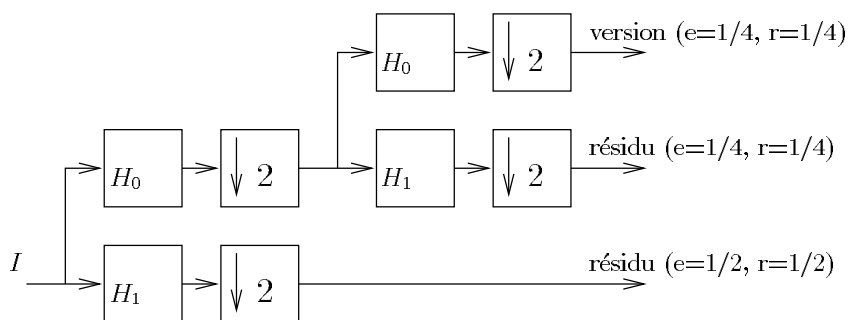 version (e=1/4, r=1/4)
H₀
↓ 2
résidu (e=1/4, r=1/4)
H₀
↓ 2
H₁
↓ 2
I
résidu (e=1/2, r=1/2)
H₁
↓ 2